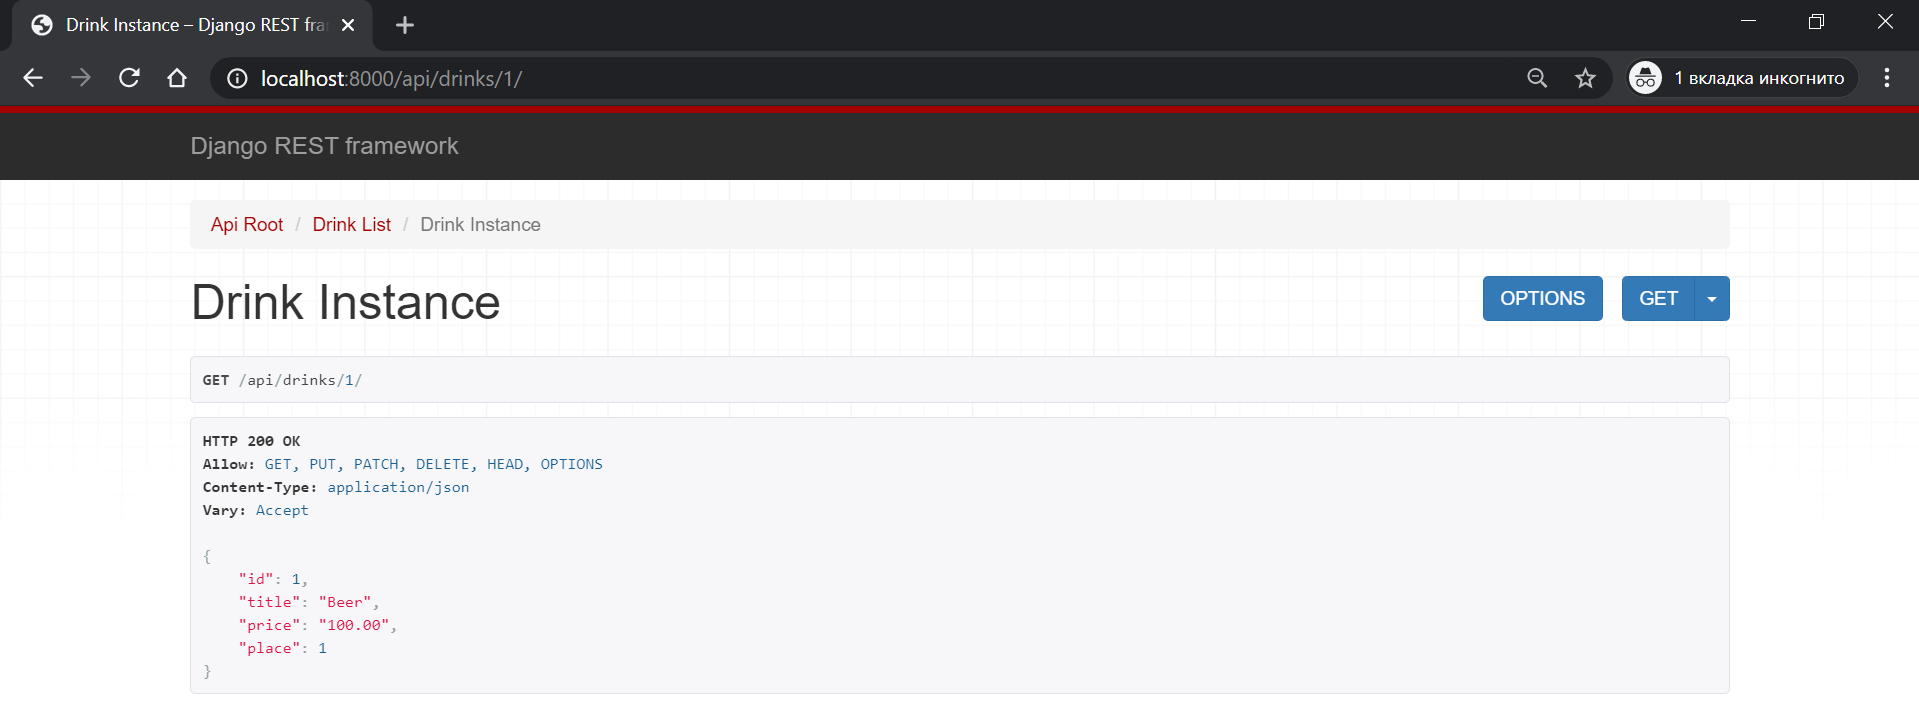 Drink Instance – Django REST fra
localhost:8000/api/drinks/1/
1 вкладка инкогнито
Django REST framework
Api Root / Drink List / Drink Instance
Drink Instance
OPTIONS GET
GET /api/drinks/1/
HTTP 200 OK
Allow: GET, PUT, PATCH, DELETE, HEAD, OPTIONS
Content-Type: application/json
Vary: Accept
{
    "id": 1,
    "title": "Beer",
    "price": "100.00",
    "place": 1
}